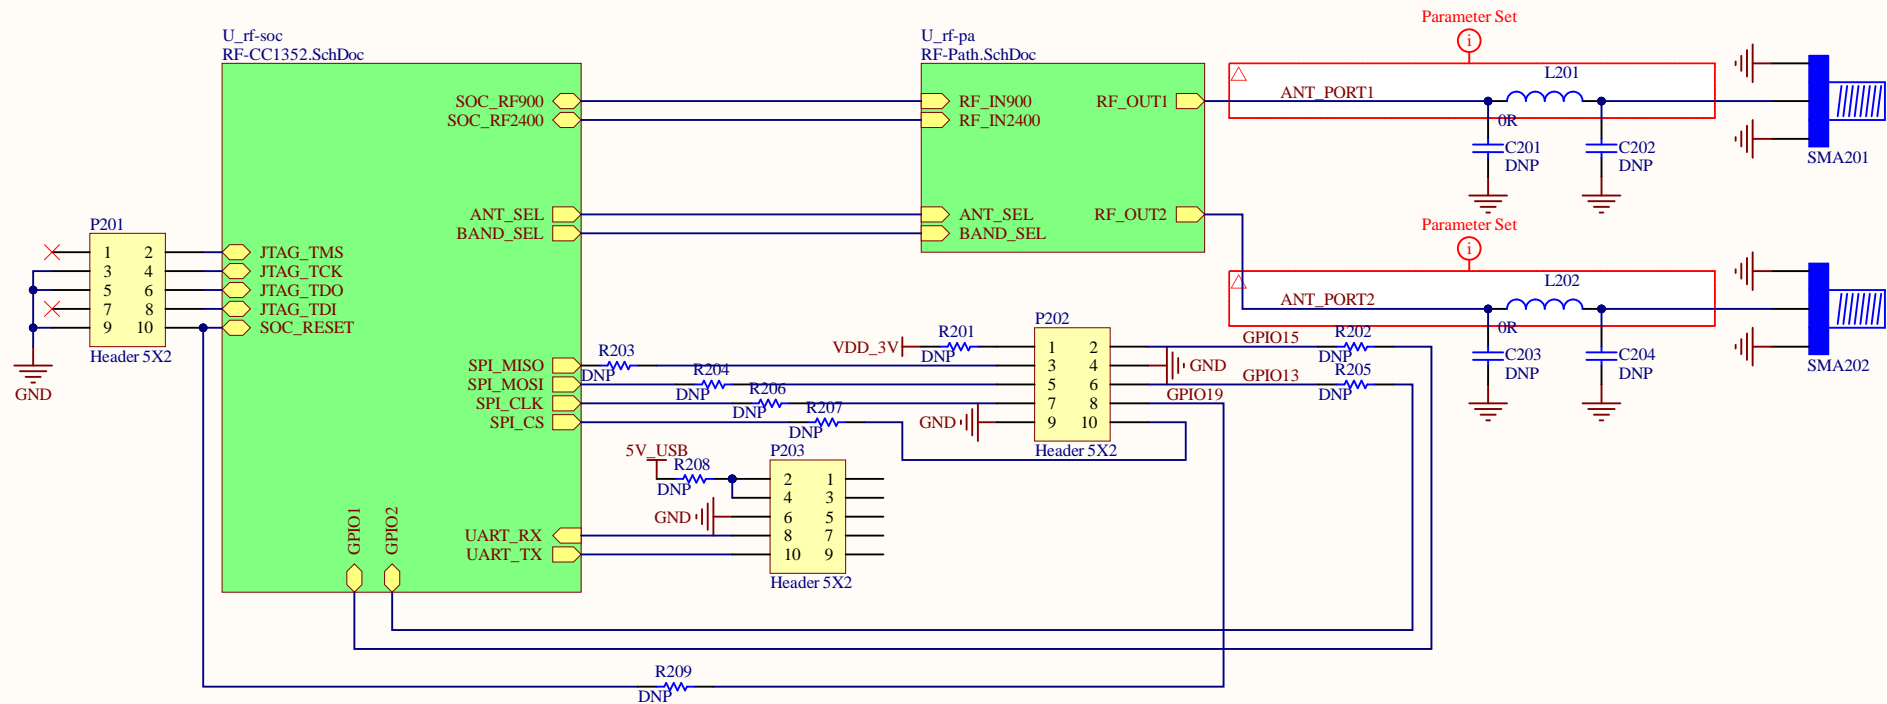 Parameter Set
i
U_rf-soc
RF-CC1352.SchDoc
U_rf-pa
RF-Path.SchDoc
SOC_RF900
SOC_RF2400
ANT_SEL
BAND_SEL
RF_IN900
RF_IN2400
ANT_SEL
BAND_SEL
RF_OUT1
RF_OUT2
ANT_PORT1
L201
0R
C201
DNP
C202
DNP
SMA201
Parameter Set
i
ANT_PORT2
L202
0R
C203
DNP
C204
DNP
SMA202
P201
1 2
3 4
5 6
7 8
9 10
Header 5X2
GND
JTAG_TMS
JTAG_TCK
JTAG_TDO
JTAG_TDI
SOC_RESET
SPI_MISO
SPI_MOSI
SPI_CLK
SPI_CS
R203
DNP
R204
DNP
R206
DNP
R207
DNP
VDD_3V
R201
DNP
P202
1 2
3 4
5 6
7 8
9 10
Header 5X2
GND
GND
GPIO15
GPIO13
GPIO19
R202
DNP
R205
DNP
5V_USB
R208
DNP
GND
P203
2 1
4 3
6 5
8 7
10 9
Header 5X2
UART_RX
UART_TX
GPIO1
GPIO2
R209
DNP